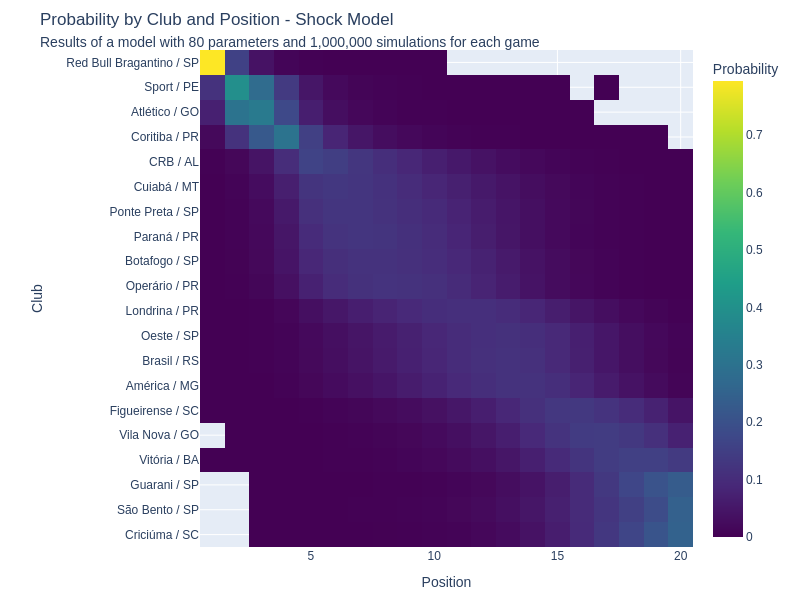 Probability by Club and Position - Shock Model
Results of a model with 80 parameters and 1,000,000 simulations for each game
Probability
Red Bull Bragantino / SP
Sport / PE
Atlético / GO
Coritiba / PR
CRB / AL
Cuiabá / MT
Ponte Preta / SP
Paraná / PR
Botafogo / SP
Operário / PR
Londrina / PR
Oeste / SP
Brasil / RS
América / MG
Figueirense / SC
Vila Nova / GO
Vitória / BA
Guarani / SP
São Bento / SP
Criciúma / SC
Club
5 10 15 20
Position
0.7
0.6
0.5
0.4
0.3
0.2
0.1
0